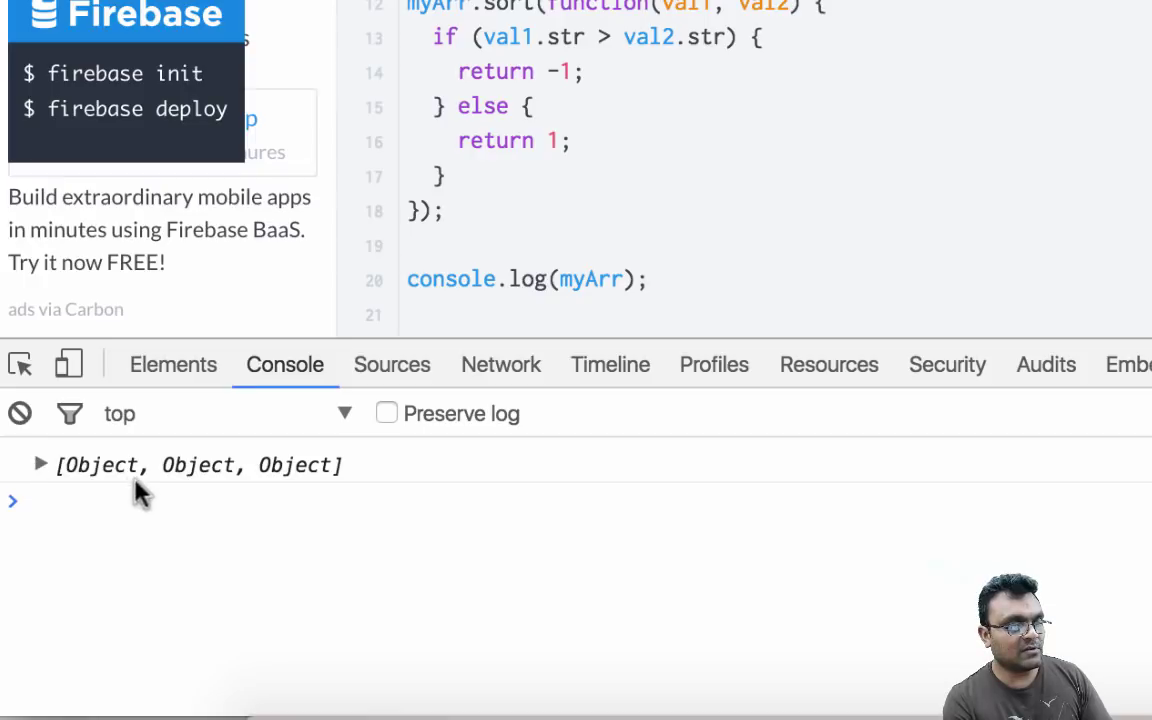 Firebase
s
$ firebase init
$ firebase deploy
p
ures
Build extraordinary mobile apps
in minutes using Firebase BaaS.
Try it now FREE!
ads via Carbon
12 myArr.sort(function(val1, val2) {
13 if (val1.str > val2.str) {
14 return -1;
15 } else {
16 return 1;
17 }
18 });
19
20 console.log(myArr);
21
Elements Console Sources Network Timeline Profiles Resources Security Audits Embe
top Preserve log
[Object, Object, Object]
>